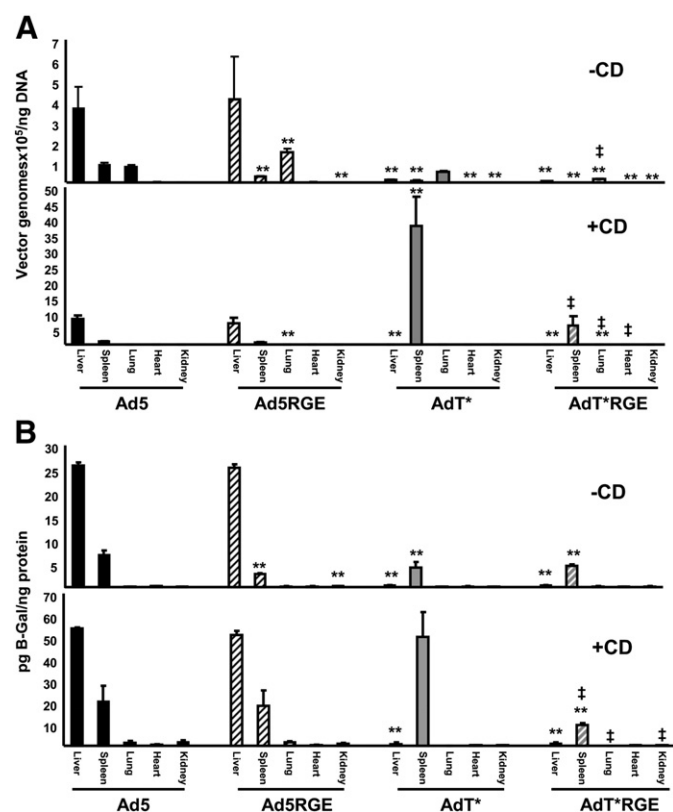 A
Vector genomesx10⁵/ng DNA
7
6
5
4
3
2
1
-CD
** ** ** ** ** ** ** ** ** ** ‡ ** ** **
50
45
40
35
30
25
20
15
10
5
+CD
** ** ** ** ‡ ‡ ** ‡
Liver Spleen Lung Heart Kidney Liver Spleen Lung Heart Kidney Liver Spleen Lung Heart Kidney Liver Spleen Lung Heart Kidney
Ad5 Ad5RGE AdT* AdT*RGE
B
pg B-Gal/ng protein
30
25
20
15
10
5
-CD
** ** ** ** ** **
70
60
50
40
30
20
10
+CD
** ** ‡ ** ‡ ‡
Liver Spleen Lung Heart Kidney Liver Spleen Lung Heart Kidney Liver Spleen Lung Heart Kidney Liver Spleen Lung Heart Kidney
Ad5 Ad5RGE AdT* AdT*RGE